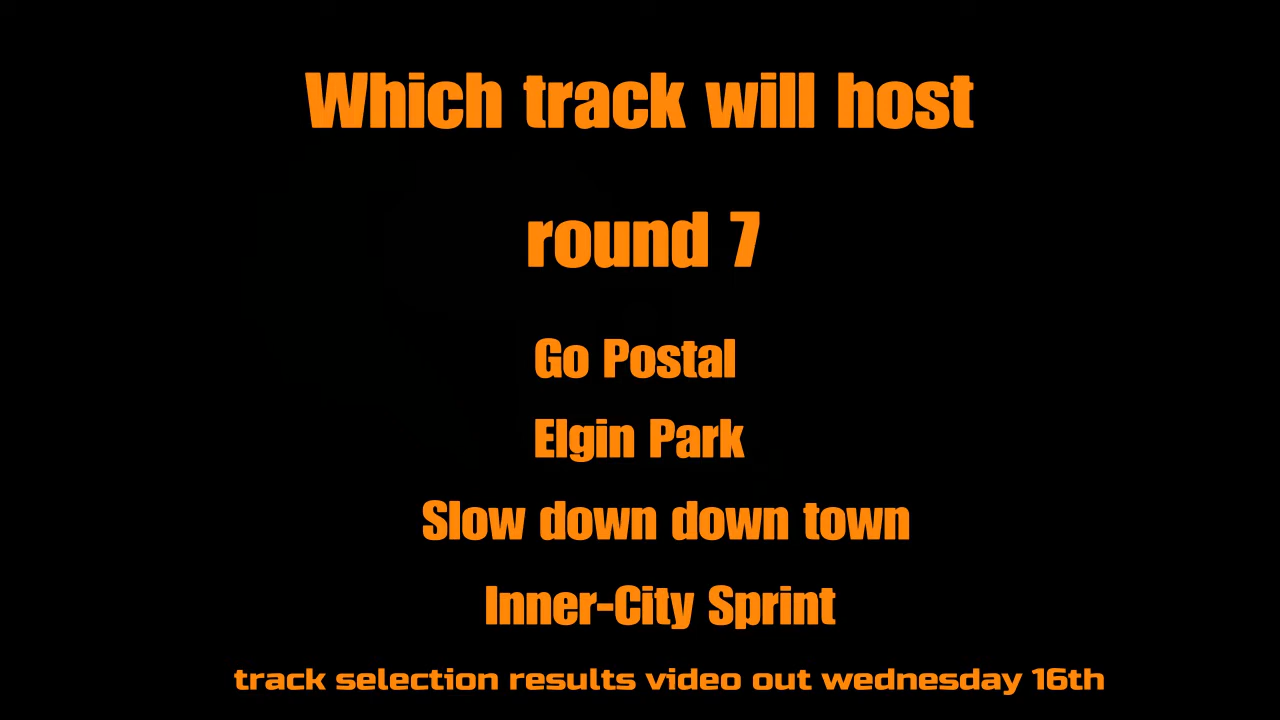 Which track will host
round 7
Go Postal
Elgin Park
Slow down down town
Inner-City Sprint
track selection results video out wednesday 16th